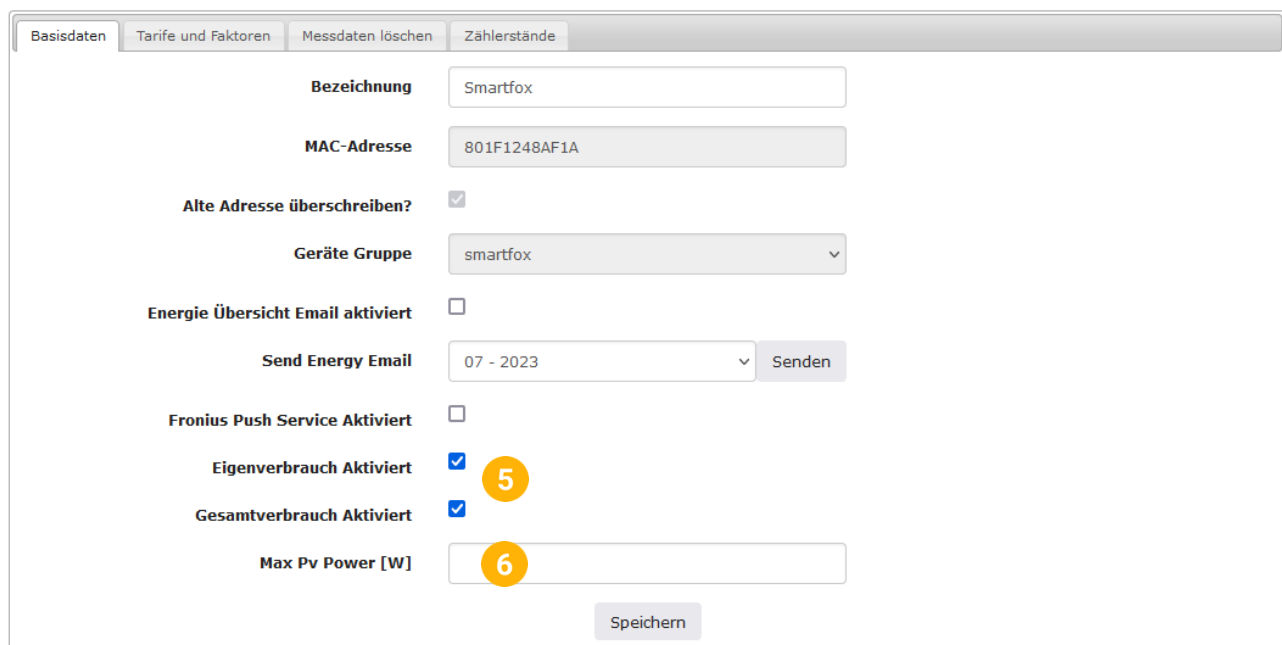 Basisdaten Tarife und Faktoren Messdaten löschen Zählerstände
Bezeichnung Smartfox
MAC-Adresse 801F1248AF1A
Alte Adresse überschreiben?
Geräte Gruppe smartfox
Energie Übersicht Email aktiviert
Send Energy Email 07 - 2023 Senden
Fronius Push Service Aktiviert
Eigenverbrauch Aktiviert
5
Gesamtverbrauch Aktiviert
Max Pv Power [W] 6
Speichern